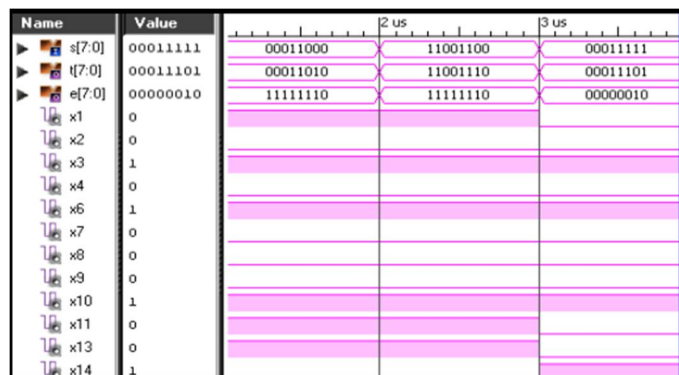 Name Value 2 us 3 us
s[7:0] 00011111 00011000 11001100 00011111
t[7:0] 00011101 00011010 11001110 00011101
e[7:0] 00000010 11111110 11111110 00000010
x1 0
x2 0
x3 1
x4 0
x6 1
x7 0
x8 0
x9 0
x10 1
x11 0
x13 0
x14 1